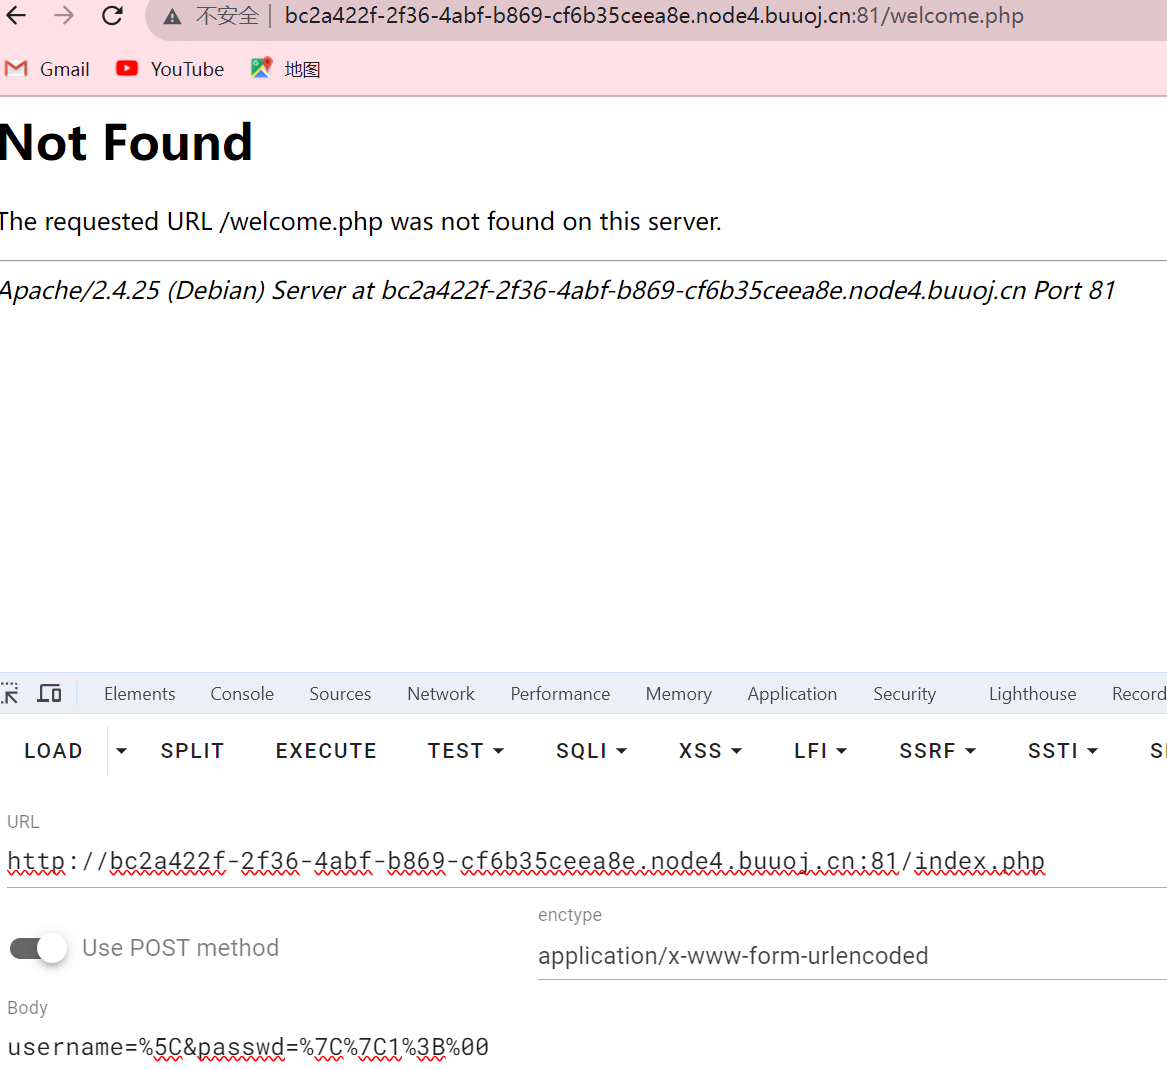 不安全 | bc2a422f-2f36-4abf-b869-cf6b35ceea8e.node4.buuoj.cn:81/welcome.php
Gmail YouTube 地图
Not Found
The requested URL /welcome.php was not found on this server.
Apache/2.4.25 (Debian) Server at bc2a422f-2f36-4abf-b869-cf6b35ceea8e.node4.buuoj.cn Port 81
Elements Console Sources Network Performance Memory Application Security Lighthouse Record
LOAD SPLIT EXECUTE TEST SQLI XSS LFI SSRF SSTI
URL
http://bc2a422f-2f36-4abf-b869-cf6b35ceea8e.node4.buuoj.cn:81/index.php
enctype
Use POST method
application/x-www-form-urlencoded
Body
username=%5C&passwd=%7C%7C1%3B%00